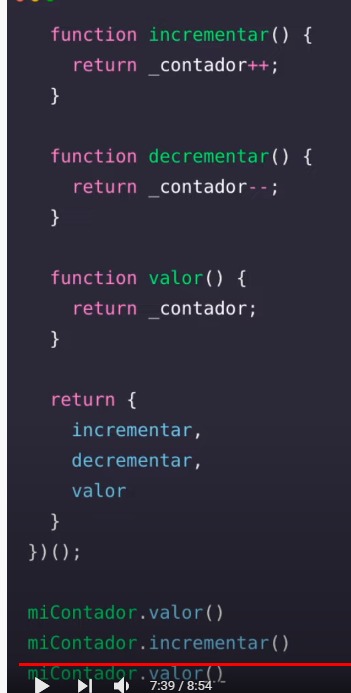 function incrementar() {
return _contador++;
}
function decrementar() {
return _contador--;
}
function valor() {
return _contador;
}
return {
incrementar,
decrementar,
valor
}
})();
miContador.valor()
miContador.incrementar()
miContador.valor()
7:39 / 8:54